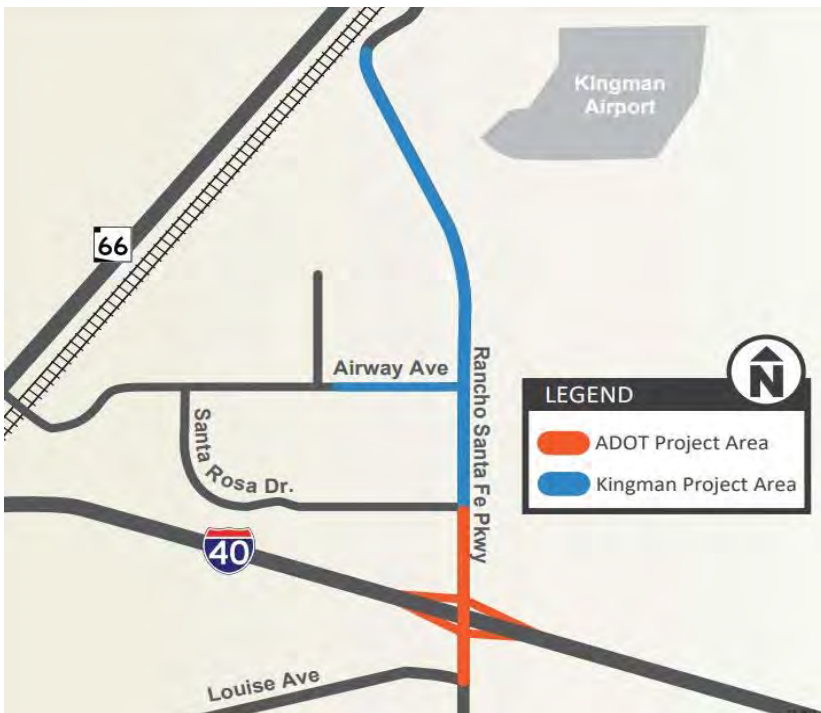 Kingman
Airport
66
Airway Ave
Rancho Santa Fe Pkwy
N
LEGEND
ADOT Project Area
Kingman Project Area
Santa Rosa Dr.
40
Louise Ave